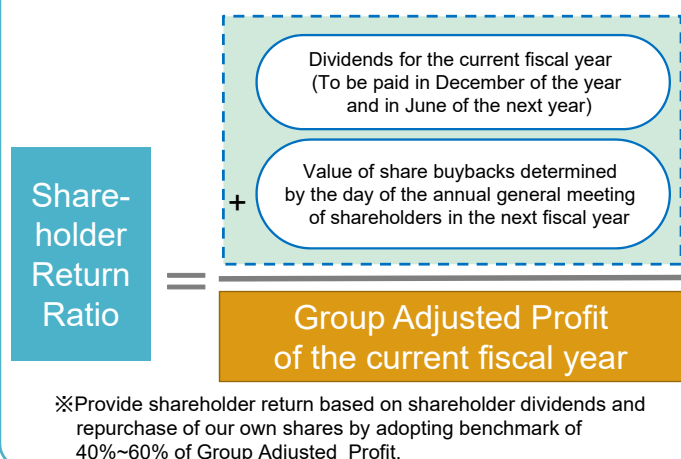 Dividends for the current fiscal year
(To be paid in December of the year
and in June of the next year)
+
Value of share buybacks determined
by the day of the annual general meeting
of shareholders in the next fiscal year
Share-
holder
Return
Ratio
=
Group Adjusted Profit
of the current fiscal year
※Provide shareholder return based on shareholder dividends and
repurchase of our own shares by adopting benchmark of
40%~60% of Group Adjusted Profit.